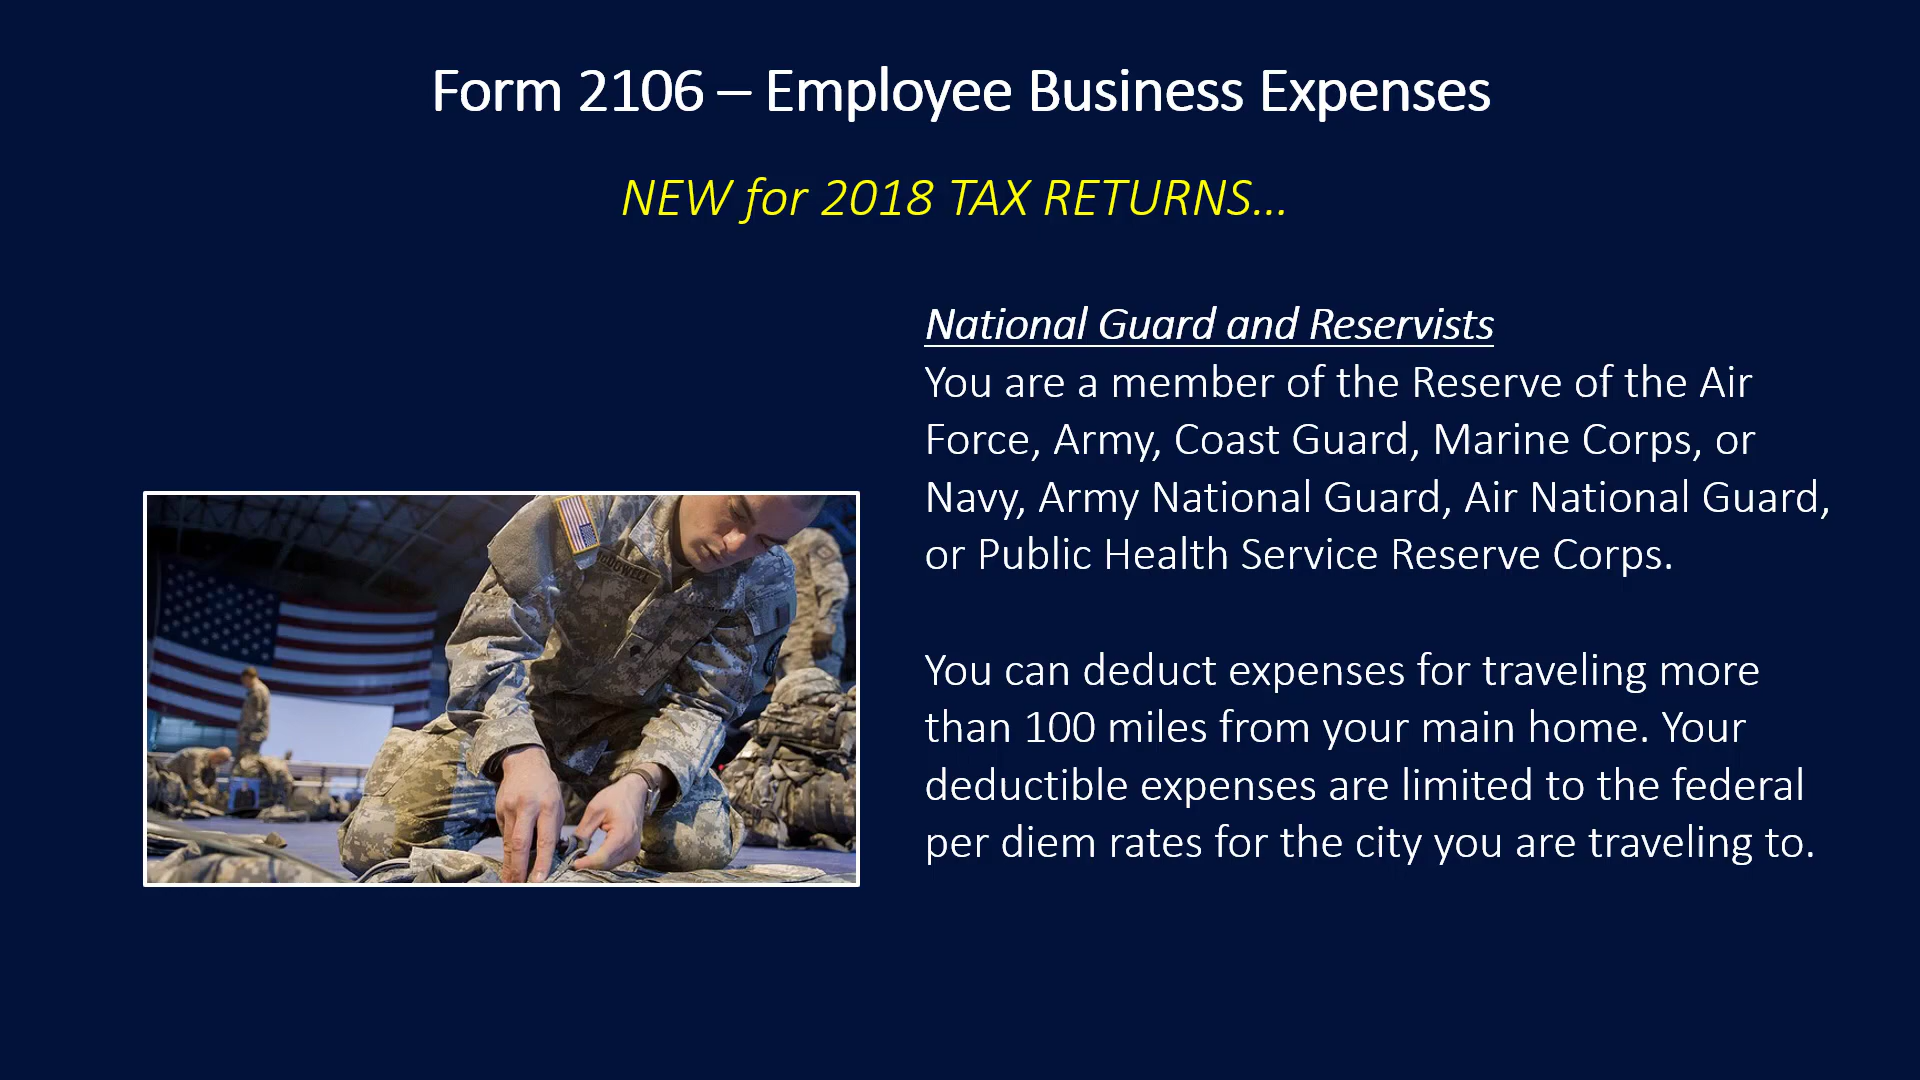 Form 2106 – Employee Business Expenses
NEW for 2018 TAX RETURNS...
National Guard and Reservists
You are a member of the Reserve of the Air
Force, Army, Coast Guard, Marine Corps, or
Navy, Army National Guard, Air National Guard,
or Public Health Service Reserve Corps.
You can deduct expenses for traveling more
than 100 miles from your main home. Your
deductible expenses are limited to the federal
per diem rates for the city you are traveling to.